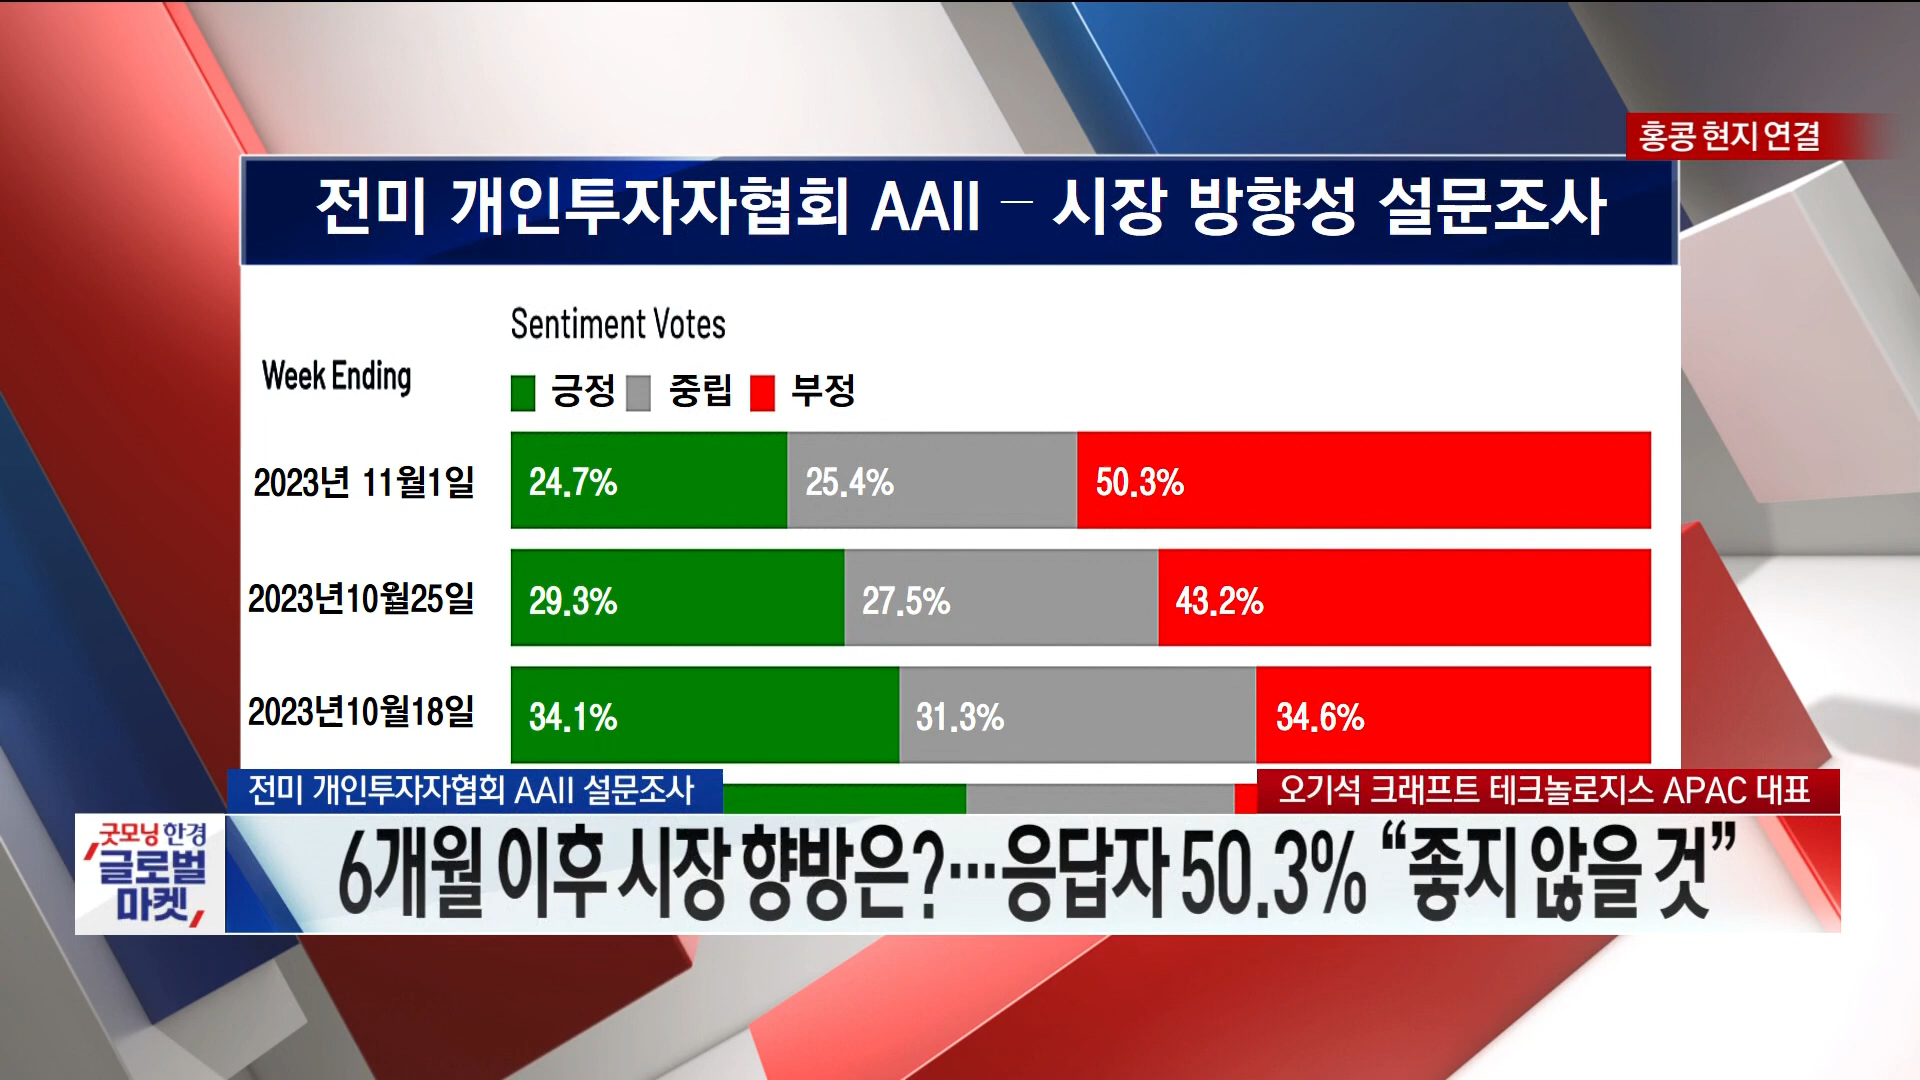 홍콩 현지 연결
전미 개인투자자협회 AAII – 시장 방향성 설문조사
Sentiment Votes
Week Ending
긍정 중립 부정
2023년 11월1일 24.7% 25.4% 50.3%
2023년10월25일 29.3% 27.5% 43.2%
2023년10월18일 34.1% 31.3% 34.6%
전미 개인투자자협회 AAII 설문조사
오기석 크래프트 테크놀로지스 APAC 대표
굿모닝 한경
글로벌
마켓
6개월 이후 시장 향방은?…응답자 50.3% “좋지 않을 것”